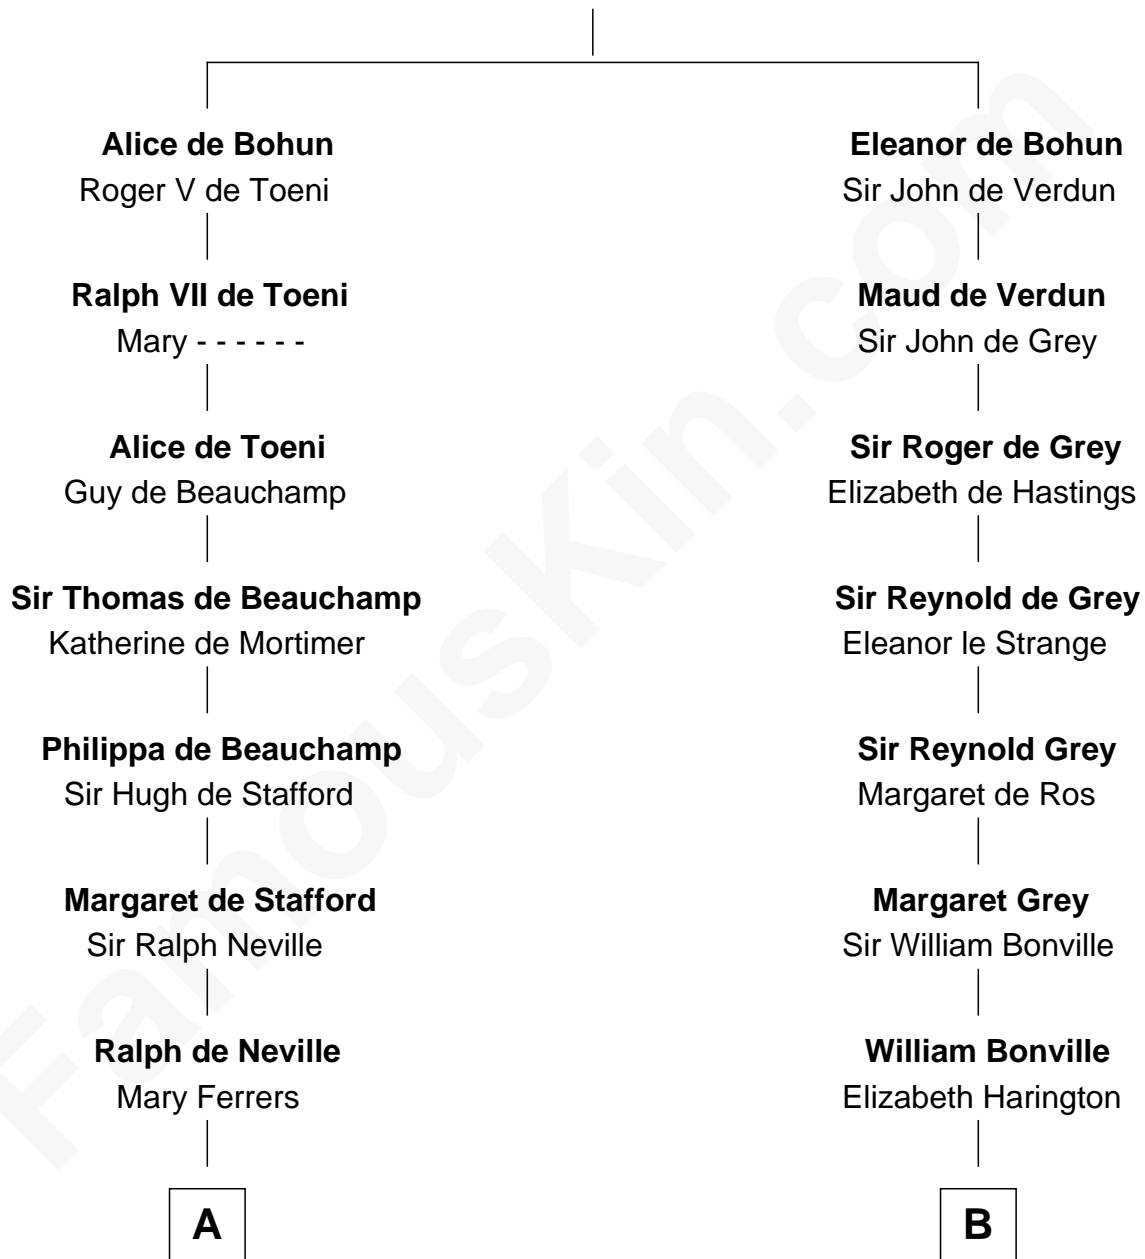 Alice de Bohun
Roger V de Toeni
Ralph VII de Toeni
Mary - - - - - -
Alice de Toeni
Guy de Beauchamp
Sir Thomas de Beauchamp
Katherine de Mortimer
Philippa de Beauchamp
Sir Hugh de Stafford
Margaret de Stafford
Sir Ralph Neville
Ralph de Neville
Mary Ferrers
A
Eleanor de Bohun
Sir John de Verdun
Maud de Verdun
Sir John de Grey
Sir Roger de Grey
Elizabeth de Hastings
Sir Reynold de Grey
Eleanor le Strange
Sir Reynold Grey
Margaret de Ros
Margaret Grey
Sir William Bonville
William Bonville
Elizabeth Harington
B
FamousKin.com